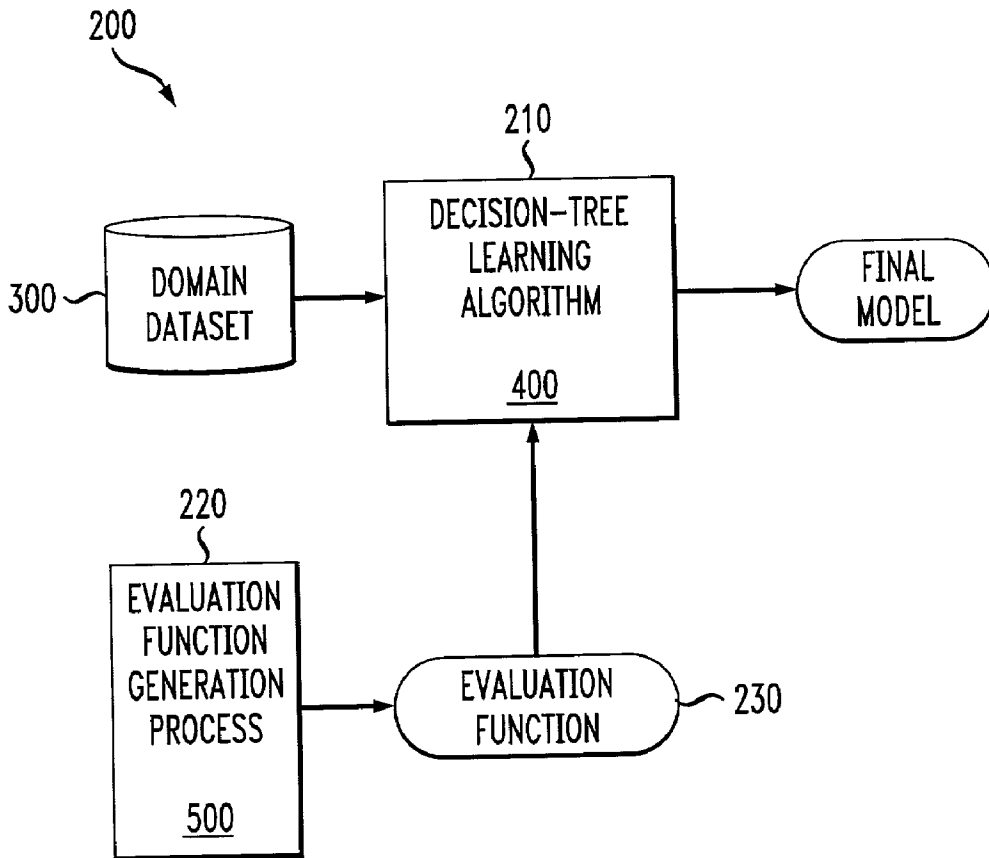 200
210
DECISION-TREE
LEARNING
ALGORITHM
400
300
DOMAIN
DATASET
FINAL
MODEL
220
EVALUATION
FUNCTION
GENERATION
PROCESS
500
EVALUATION
FUNCTION
230